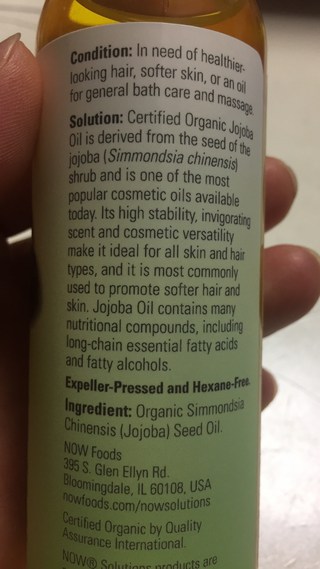 Condition: In need of healthier-
looking hair, softer skin, or an oil
for general bath care and massage.
Solution: Certified Organic Jojoba
Oil is derived from the seed of the
jojoba (Simmondsia chinensis)
shrub and is one of the most
popular cosmetic oils available
today. Its high stability, invigorating
scent and cosmetic versatility
make it ideal for all skin and hair
types, and it is most commonly
used to promote softer hair and
skin. Jojoba Oil contains many
nutritional compounds, including
long-chain essential fatty acids
and fatty alcohols.
Expeller-Pressed and Hexane-Free.
Ingredient: Organic Simmondsia
Chinensis (Jojoba) Seed Oil.
NOW Foods
395 S. Glen Ellyn Rd.
Bloomingdale, IL 60108, USA
nowfoods.com/nowsolutions
Certified Organic by Quality
Assurance International.
NOW® Solutions products are